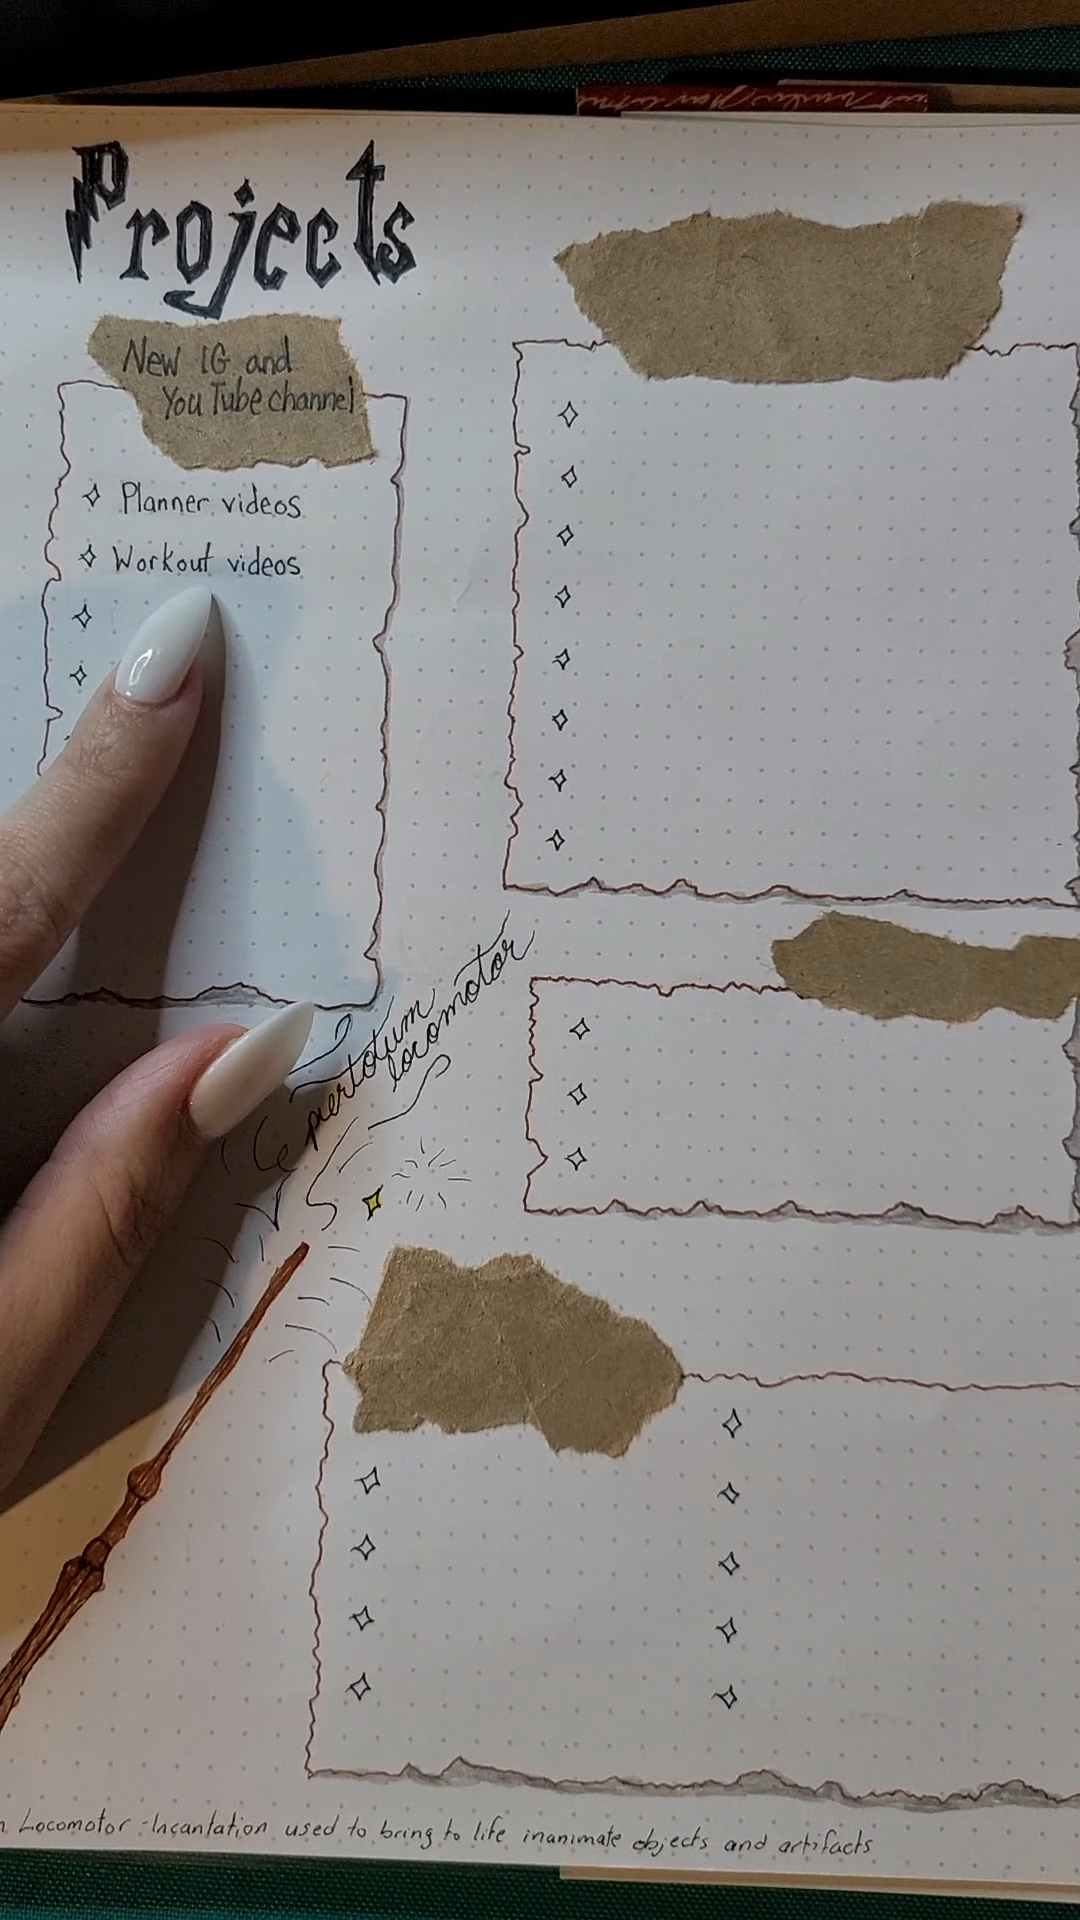 Projects
New IG and
YouTube channel
Planner videos
Workout videos
piertotum
locomotor
Locomotor - Incantation used to bring to life inanimate objects and artifacts